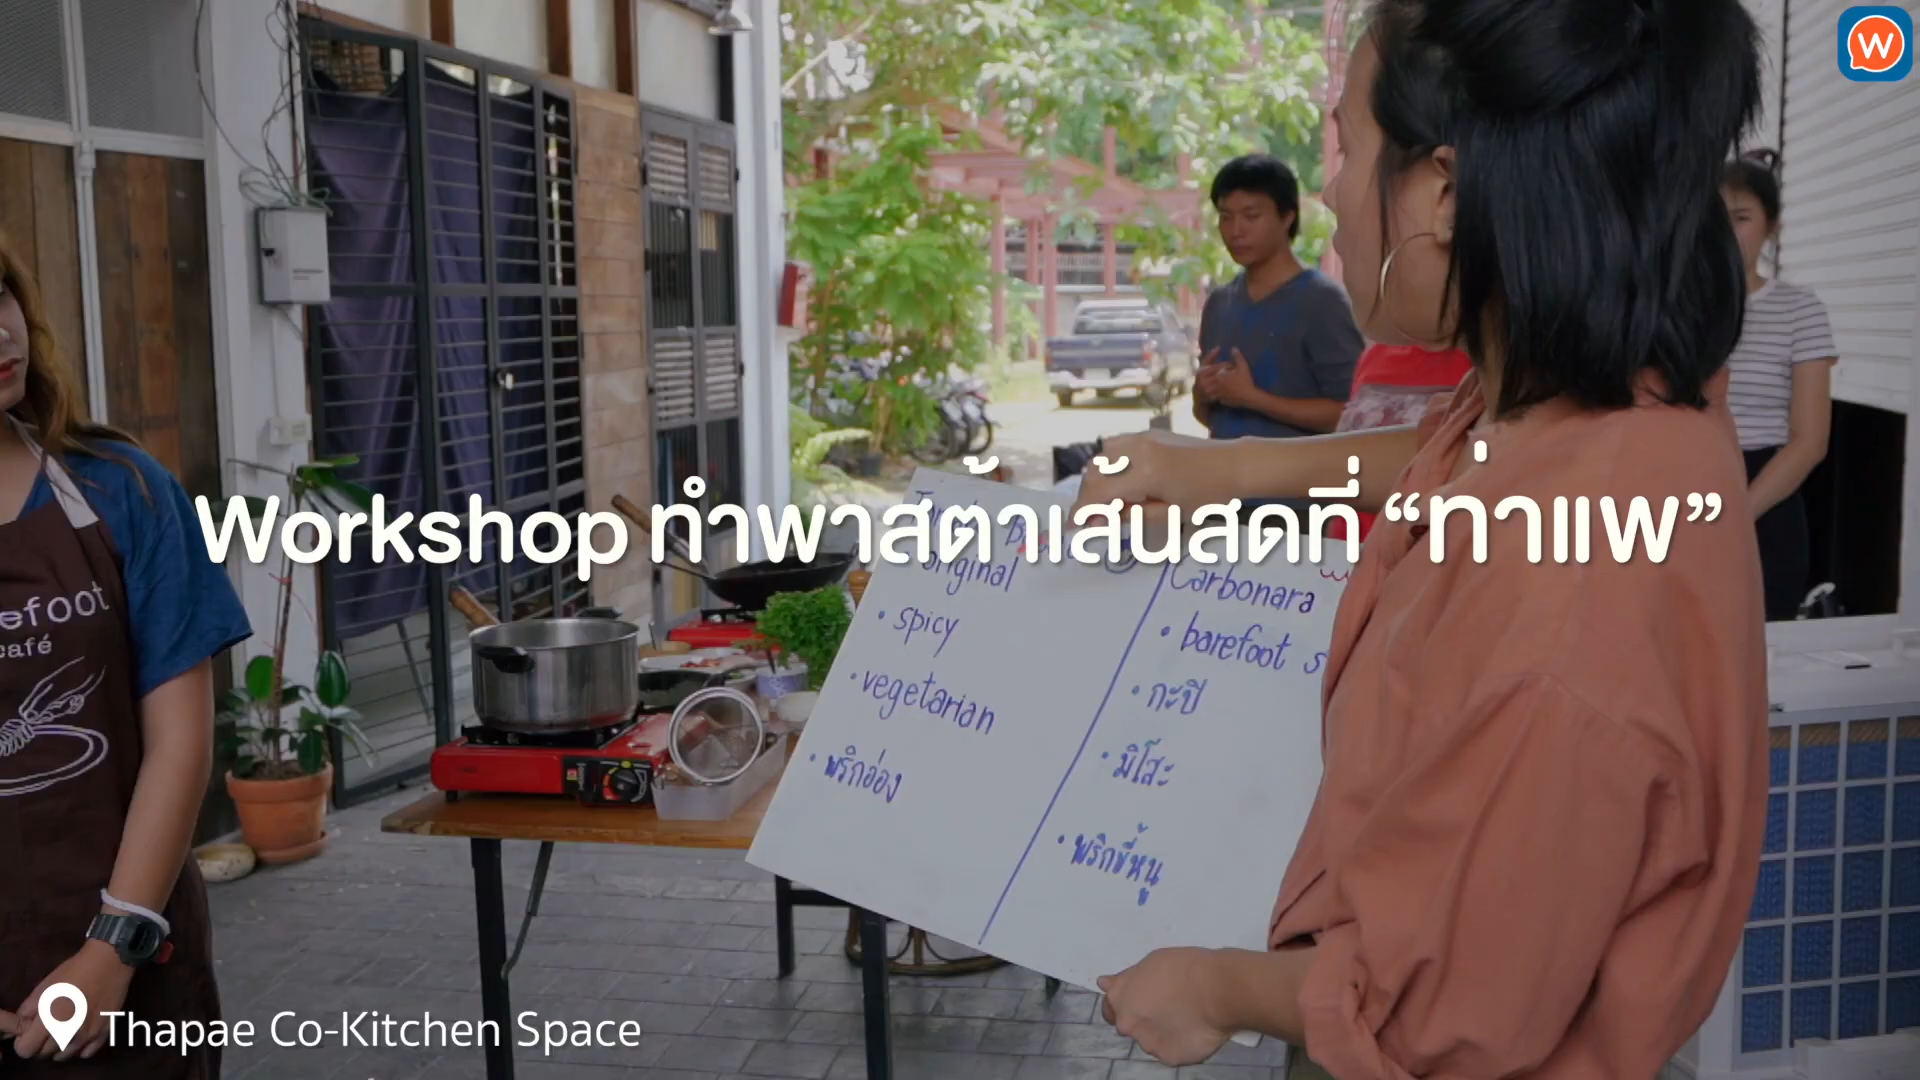 W
Workshop ทำพาสต้าเส้นสดที่ “ท่าแพ”
original
• spicy
• vegetarian
• พริกอ่อง
Carbonara
• barefoot s
• กะปิ
• มิโสะ
• พริกขี้หนู
efoot
café
Thapae Co-Kitchen Space